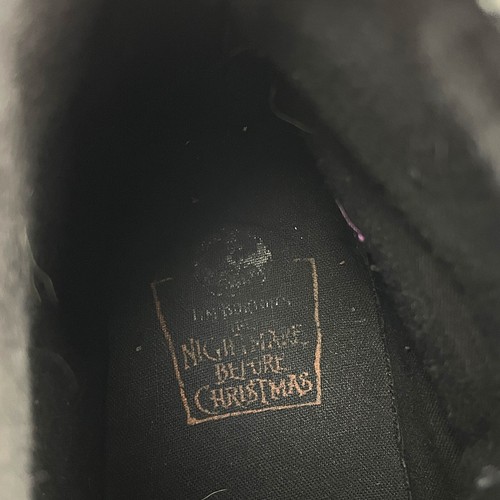 TIM BURTON'S
THE
NIGHTMARE
BEFORE
CHRISTMAS